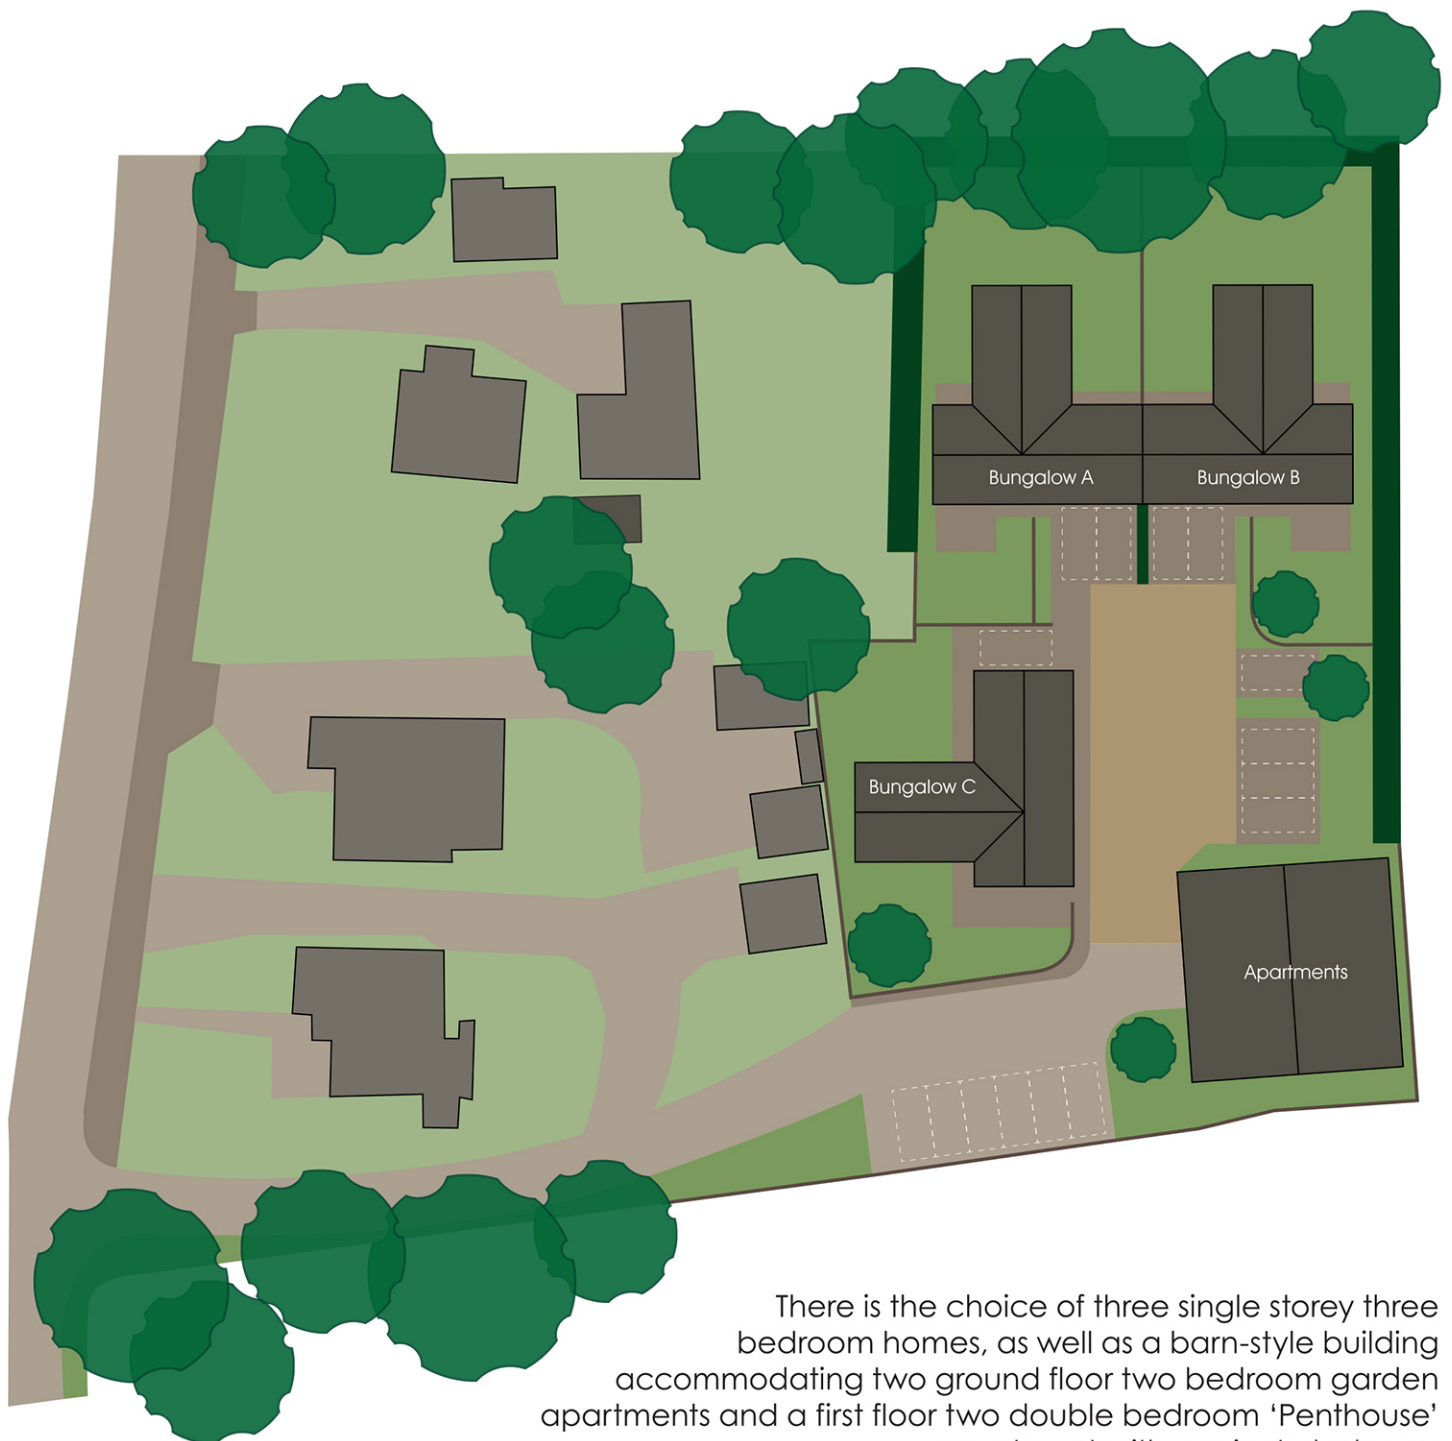 Bungalow A
Bungalow B
Bungalow C
Apartments
There is the choice of three single storey three
bedroom homes, as well as a barn-style building
accommodating two ground floor two bedroom garden
apartments and a first floor two double bedroom ‘Penthouse’